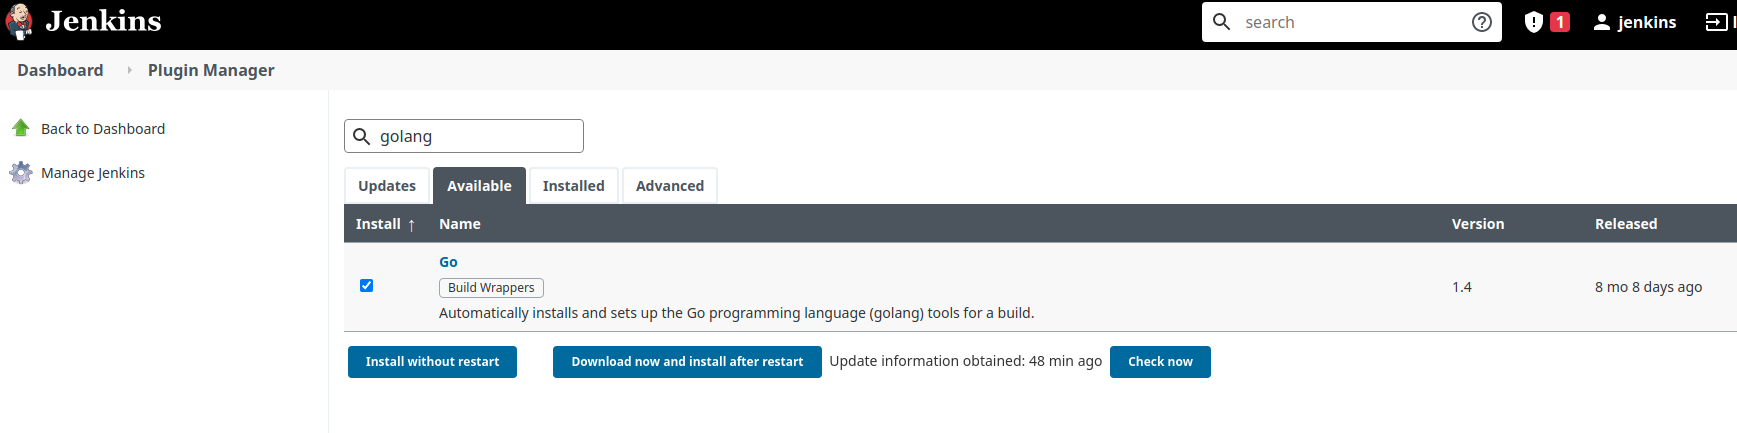 Jenkins
search
1
jenkins
Dashboard
Plugin Manager
Back to Dashboard
Manage Jenkins
golang
Updates Available Installed Advanced
Install ↑ Name Version Released
Go
Build Wrappers
1.4 8 mo 8 days ago
Automatically installs and sets up the Go programming language (golang) tools for a build.
Install without restart Download now and install after restart Update information obtained: 48 min ago Check now